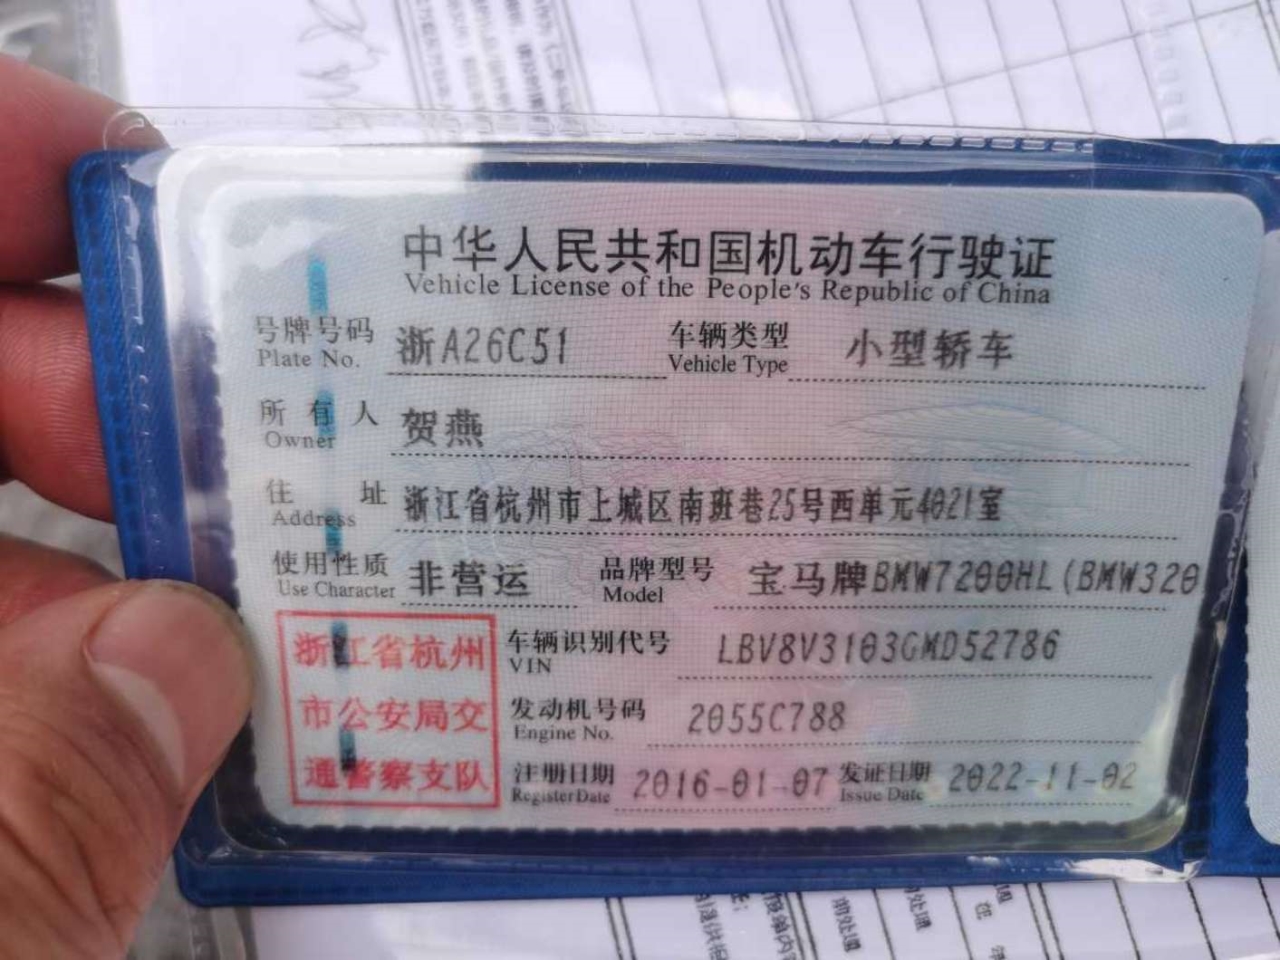 中华人民共和国机动车行驶证
Vehicle License of the People's Republic of China
号牌号码 浙A26C51 车辆类型 小型轿车
Plate No. Vehicle Type
所有人 贺燕
Owner
住址 浙江省杭州市上城区南班巷25号西单元4021室
Address
使用性质 非营运 品牌型号 宝马牌BMW7200HL(BMW320
Use Character Model
浙江省杭州
市公安局交
通警察支队
车辆识别代号 LBV8V3103GMD52786
VIN
发动机号码 2055C788
Engine No.
注册日期 2016-01-07 发证日期 2022-11-02
Register Date Issue Date